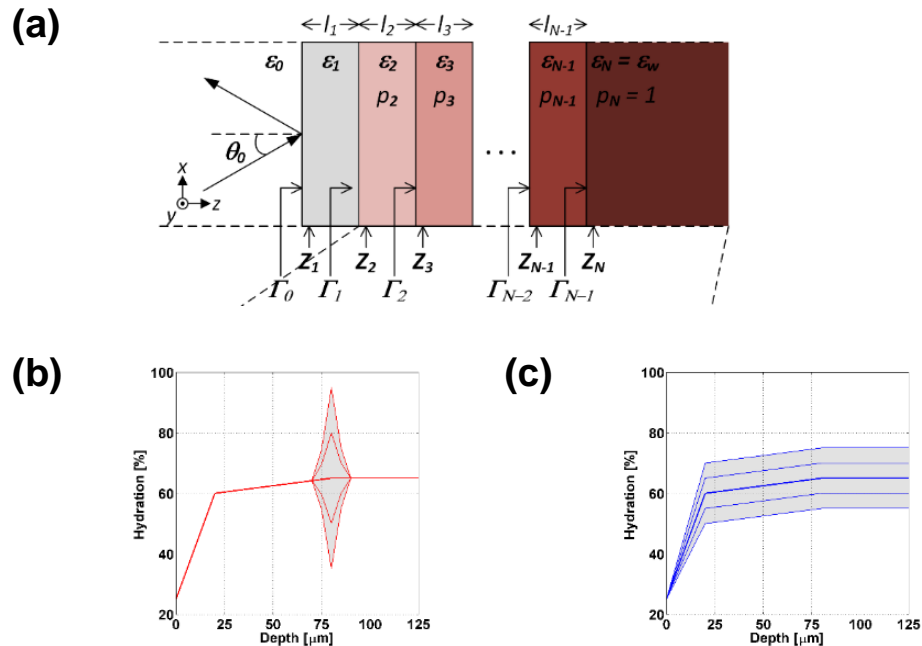 (a)
l1 l2 l3 lN-1
ε0 ε1 ε2 ε3 εN-1 εN = εw
p2 p3 pN-1 pN = 1
θ0
...
x
y z
Z1 Z2 Z3 ZN-1 ZN
Γ0 Γ1 Γ2 ΓN-2 ΓN-1
(b)
100
80
60
40
20
Hydration [%]
0 25 50 75 100 125
Depth [μm]
(c)
100
80
60
40
20
Hydration [%]
0 25 50 75 100 125
Depth [μm]